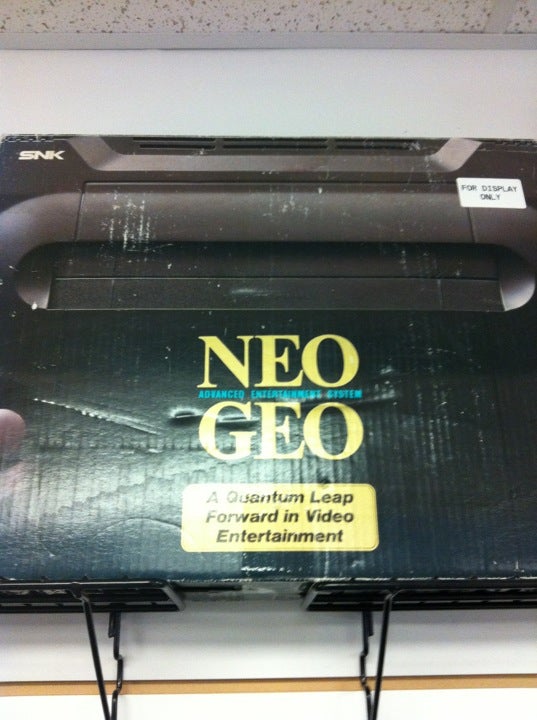 SNK
FOR DISPLAY
ONLY
NEO
ADVANCED ENTERTAINMENT SYSTEM
GEO
A Quantum Leap
Forward in Video
Entertainment